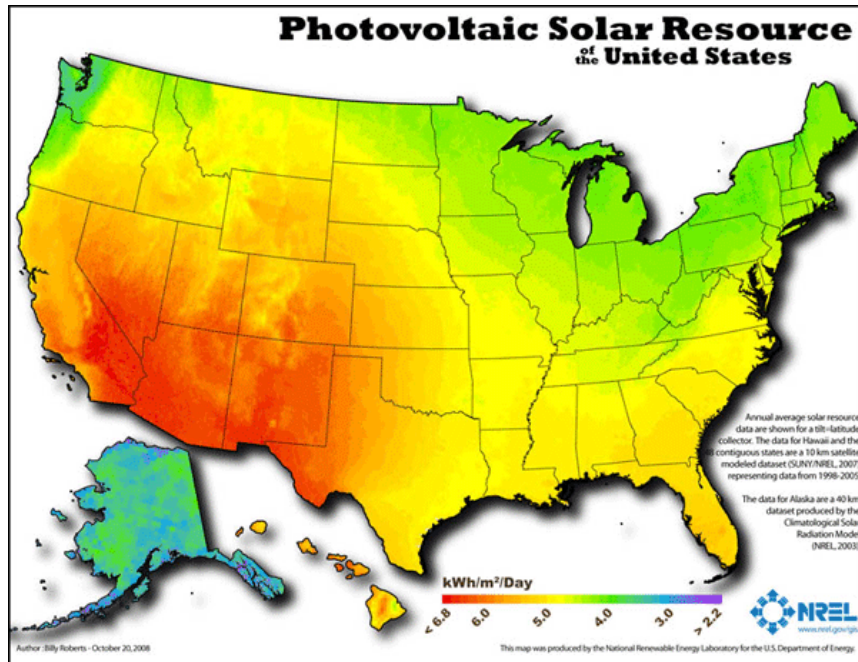 Photovoltaic Solar Resource
of the United States
Annual average solar resource
data are shown for a tilt=latitude
collector. The data for Hawaii and the
48 contiguous states are a 10 km satellite
modeled dataset (SUNY/NREL, 2007)
representing data from 1998-2005.
The data for Alaska are a 40 km
dataset produced by the
Climatological Solar
Radiation Model
(NREL, 2003).
kWh/m²/Day
< 6.8
6.0
5.0
4.0
3.0
> 2.2
NREL
www.nrel.gov/gis
Author : Billy Roberts - October 20, 2008
This map was produced by the National Renewable Energy Laboratory for the U.S. Department of Energy.